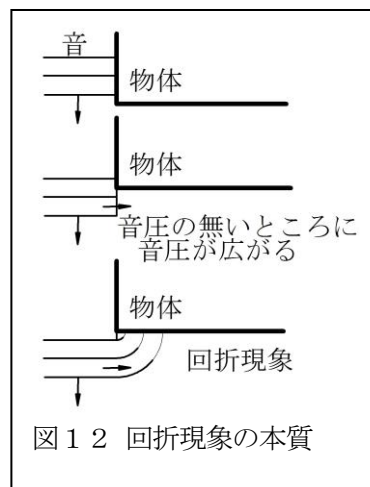 音
物体
物体
音圧の無いところに
音圧が広がる
物体
回折現象
図１２ 回折現象の本質